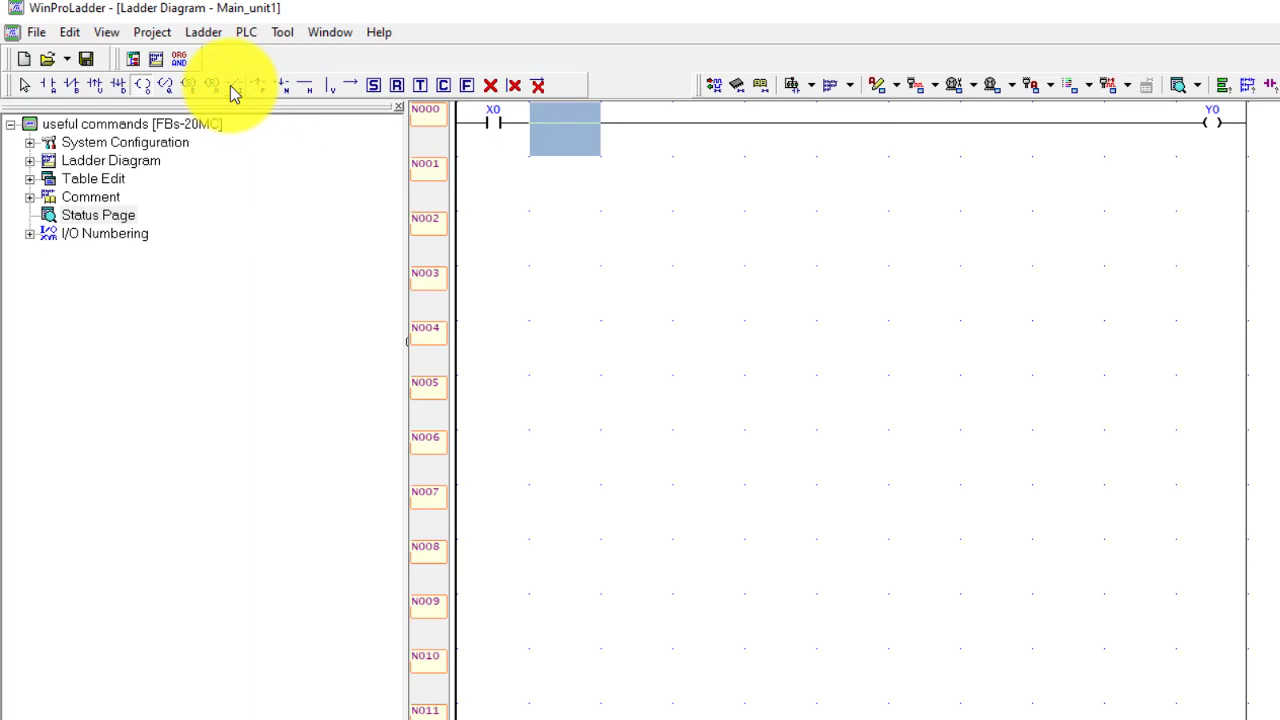 WinProLadder - [Ladder Diagram - Main_unit1]
File Edit View Project Ladder PLC Tool Window Help
ORG
AND
A B U D O Q S R I P N H V S R T C F
useful commands [FBs-20MC]
System Configuration
Ladder Diagram
Table Edit
Comment
Status Page
I/O Numbering
N000 X0 Y0
N001
N002
N003
N004
N005
N006
N007
N008
N009
N010
N011